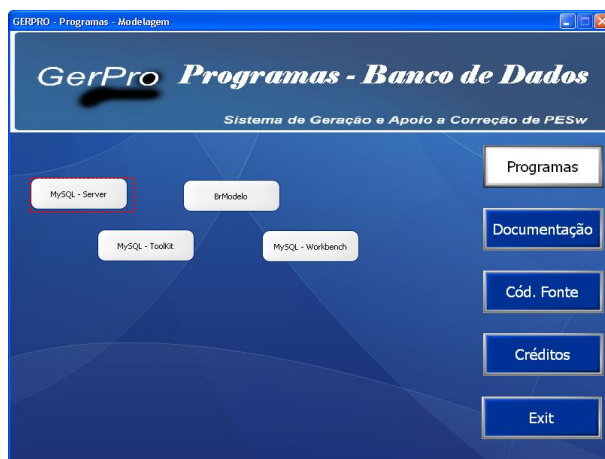 GERPRO - Programas - Modelagem
GerPro Programas - Banco de Dados
Sistema de Geração e Apoio a Correção de PESw
Programas
MySQL - Server
BrModelo
Documentação
MySQL - ToolKit
MySQL - Workbench
Cód. Fonte
Créditos
Exit